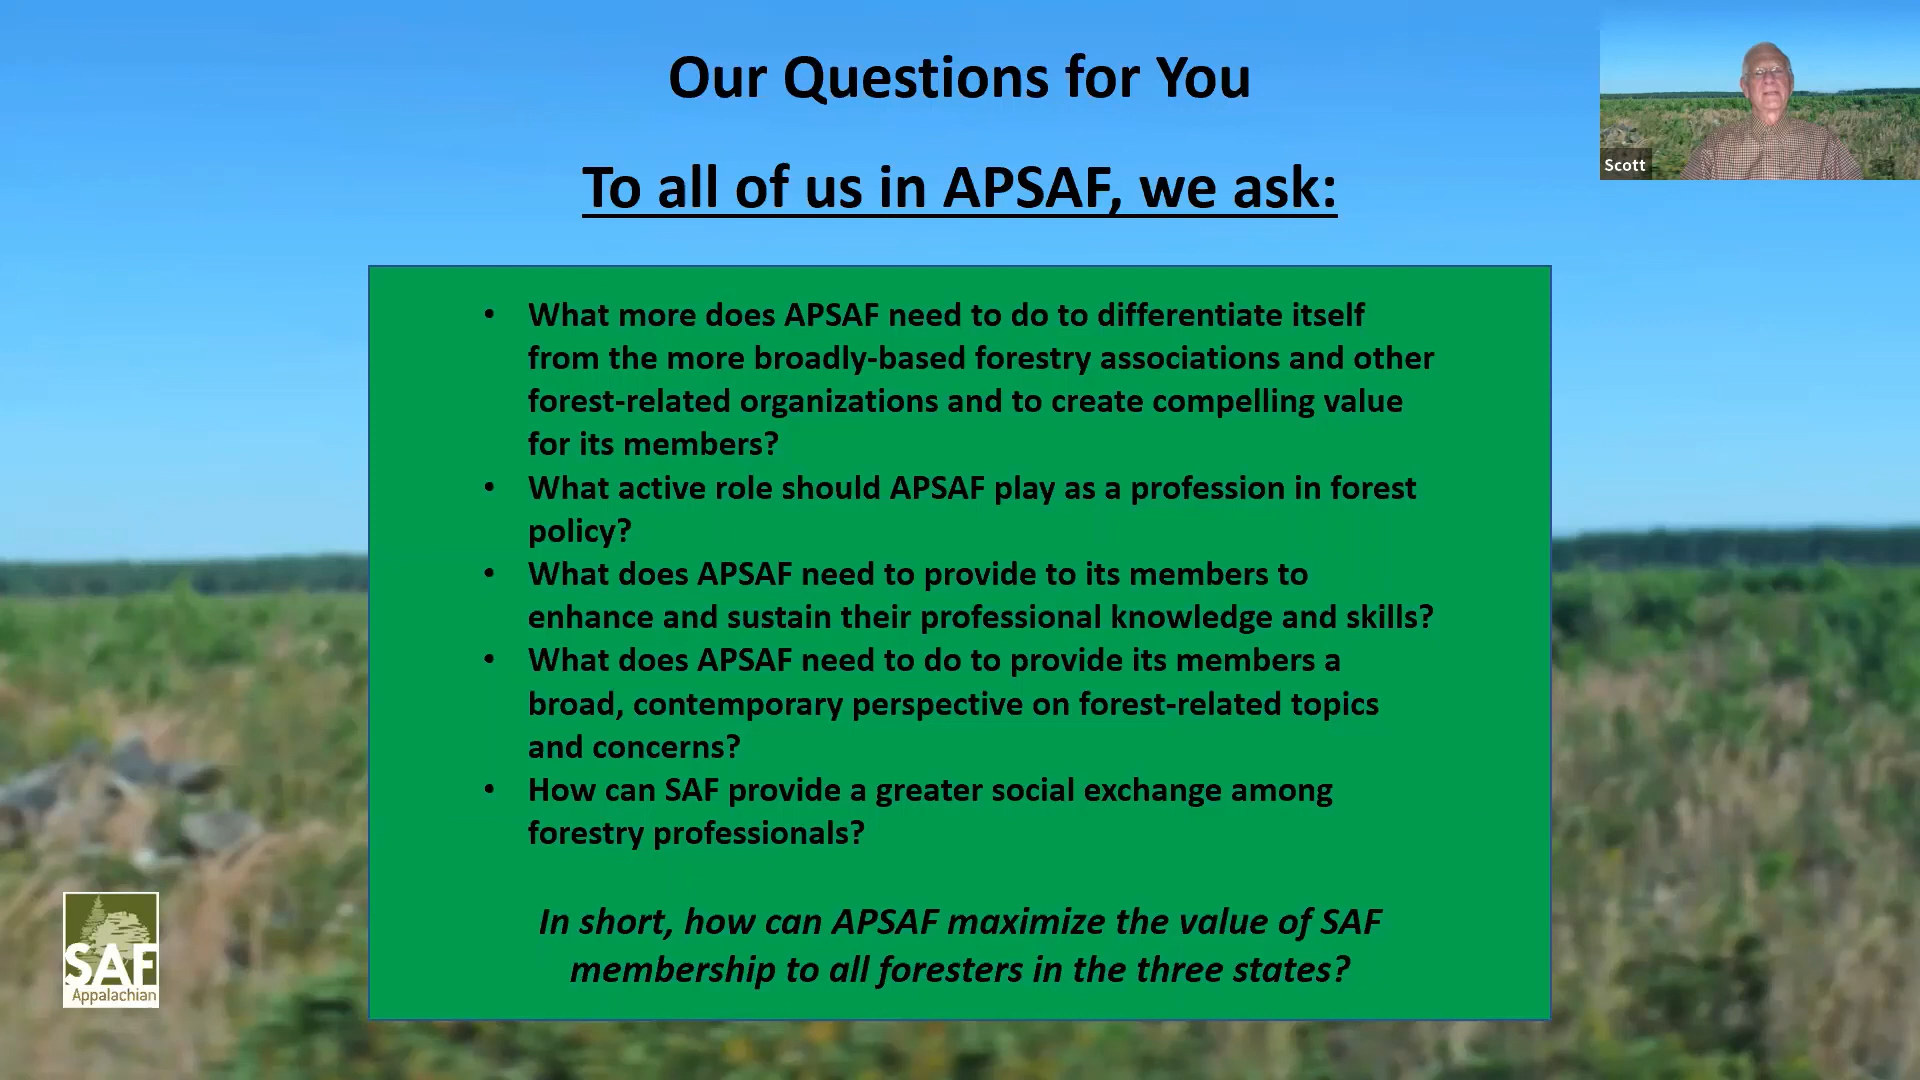 Our Questions for You
Scott
To all of us in APSAF, we ask:
• What more does APSAF need to do to differentiate itself
from the more broadly-based forestry associations and other
forest-related organizations and to create compelling value
for its members?
• What active role should APSAF play as a profession in forest
policy?
• What does APSAF need to provide to its members to
enhance and sustain their professional knowledge and skills?
• What does APSAF need to do to provide its members a
broad, contemporary perspective on forest-related topics
and concerns?
• How can SAF provide a greater social exchange among
forestry professionals?
In short, how can APSAF maximize the value of SAF
membership to all foresters in the three states?
SAF
Appalachian